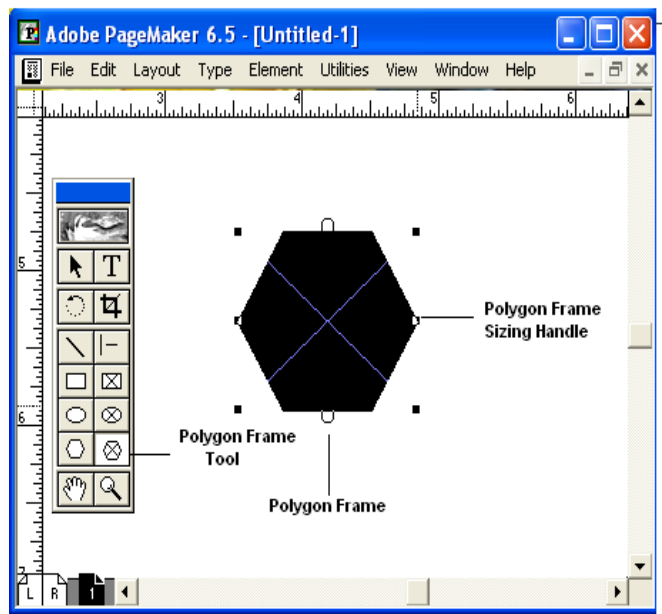 Adobe PageMaker 6.5 - [Untitled-1]
File Edit Layout Type Element Utilities View Window Help
3 4 5 6
5
T
Polygon Frame
Sizing Handle
6
Polygon Frame
Tool
Polygon Frame
7
L R 1